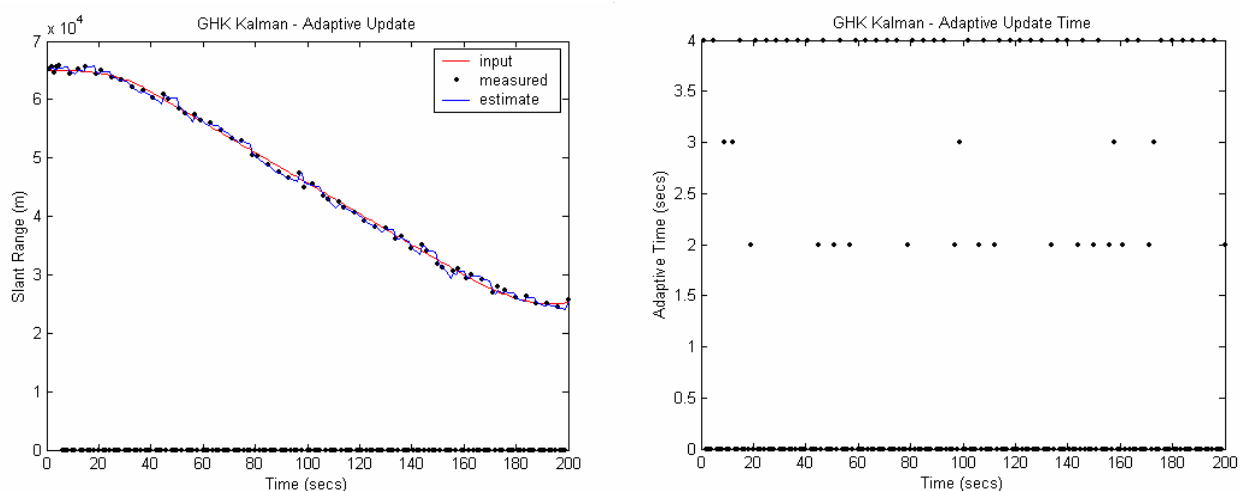 GHK Kalman - Adaptive Update
x 10^4
7
6
5
4
3
2
1
0
Slant Range (m)
0 20 40 60 80 100 120 140 160 180 200
Time (secs)
input
measured
estimate
GHK Kalman - Adaptive Update Time
4
3.5
3
2.5
2
1.5
1
0.5
0
Adaptive Time (secs)
0 20 40 60 80 100 120 140 160 180 200
Time (secs)